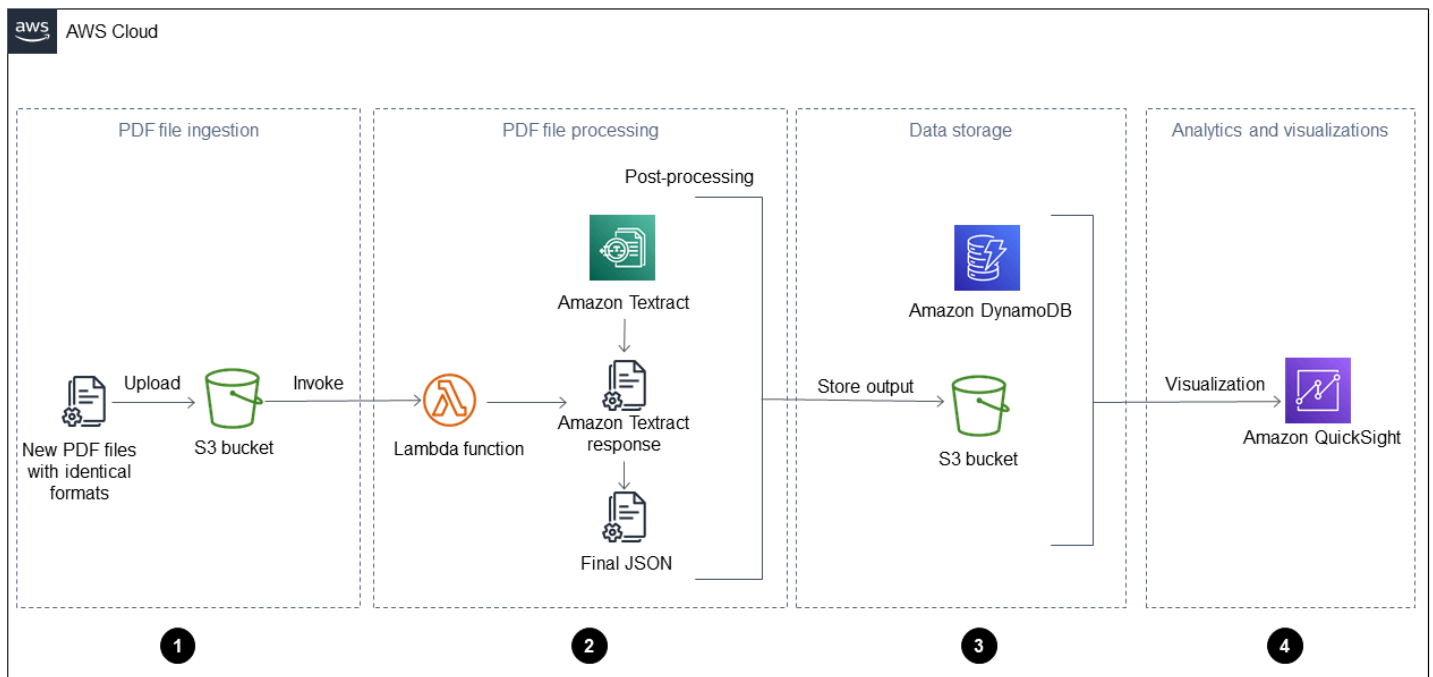 aws
AWS Cloud
PDF file ingestion
PDF file processing
Data storage
Analytics and visualizations
Post-processing
Amazon Textract
Amazon DynamoDB
Upload
Invoke
Store output
Visualization
New PDF files
with identical
formats
S3 bucket
Lambda function
Amazon Textract
response
S3 bucket
Amazon QuickSight
Final JSON
1
2
3
4